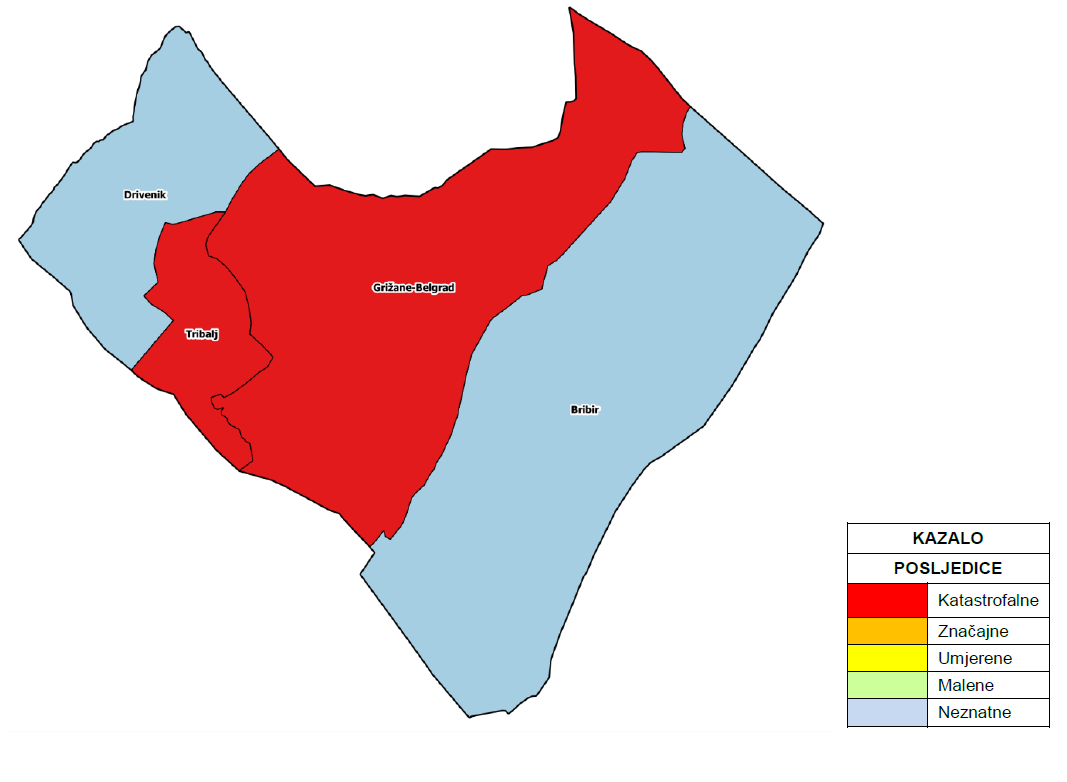 Drivenik
Grižane-Belgrad
Tribalj
Bribir
KAZALO
POSLJEDICE
Katastrofalne
Značajne
Umjerene
Malene
Neznatne